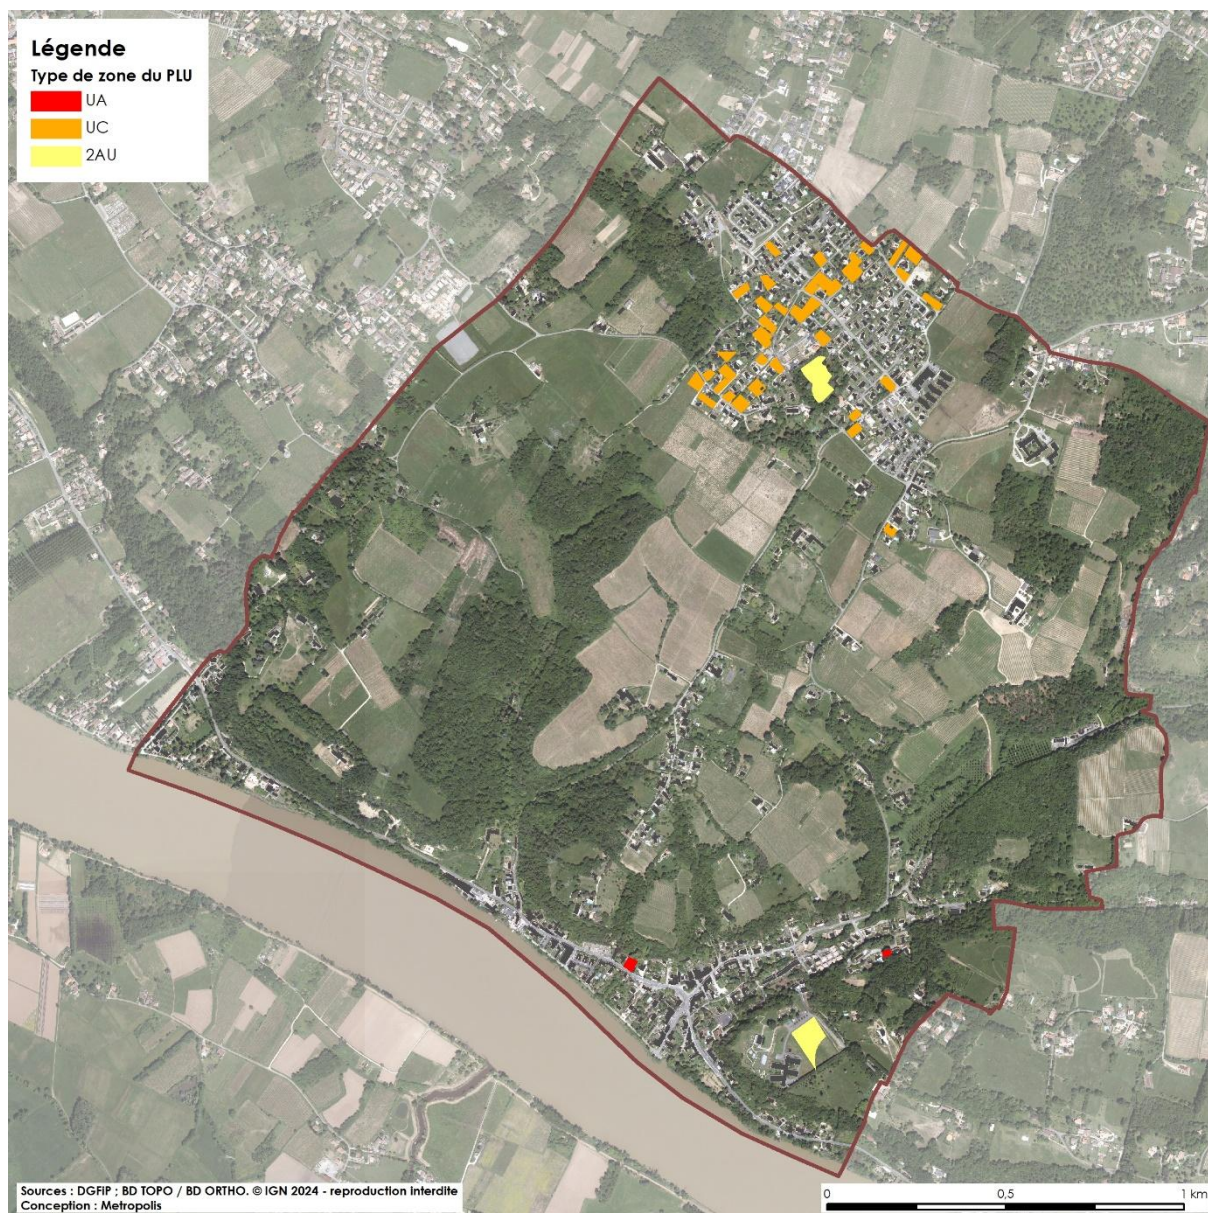 Légende
Type de zone du PLU
UA
UC
2AU
Sources : DGFIP ; BD TOPO / BD ORTHO. © IGN 2024 - reproduction interdite
Conception : Metropolis
0 0,5 1 km